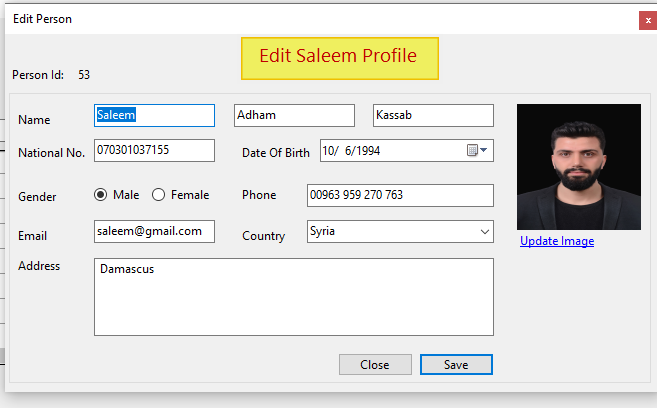 Edit Person
x
Edit Saleem Profile
Person Id: 53
Name Saleem Adham Kassab
National No. 070301037155 Date Of Birth 10/ 6/1994
Gender Male Female Phone 00963 959 270 763
Email saleem@gmail.com Country Syria
Update Image
Address Damascus
Close Save